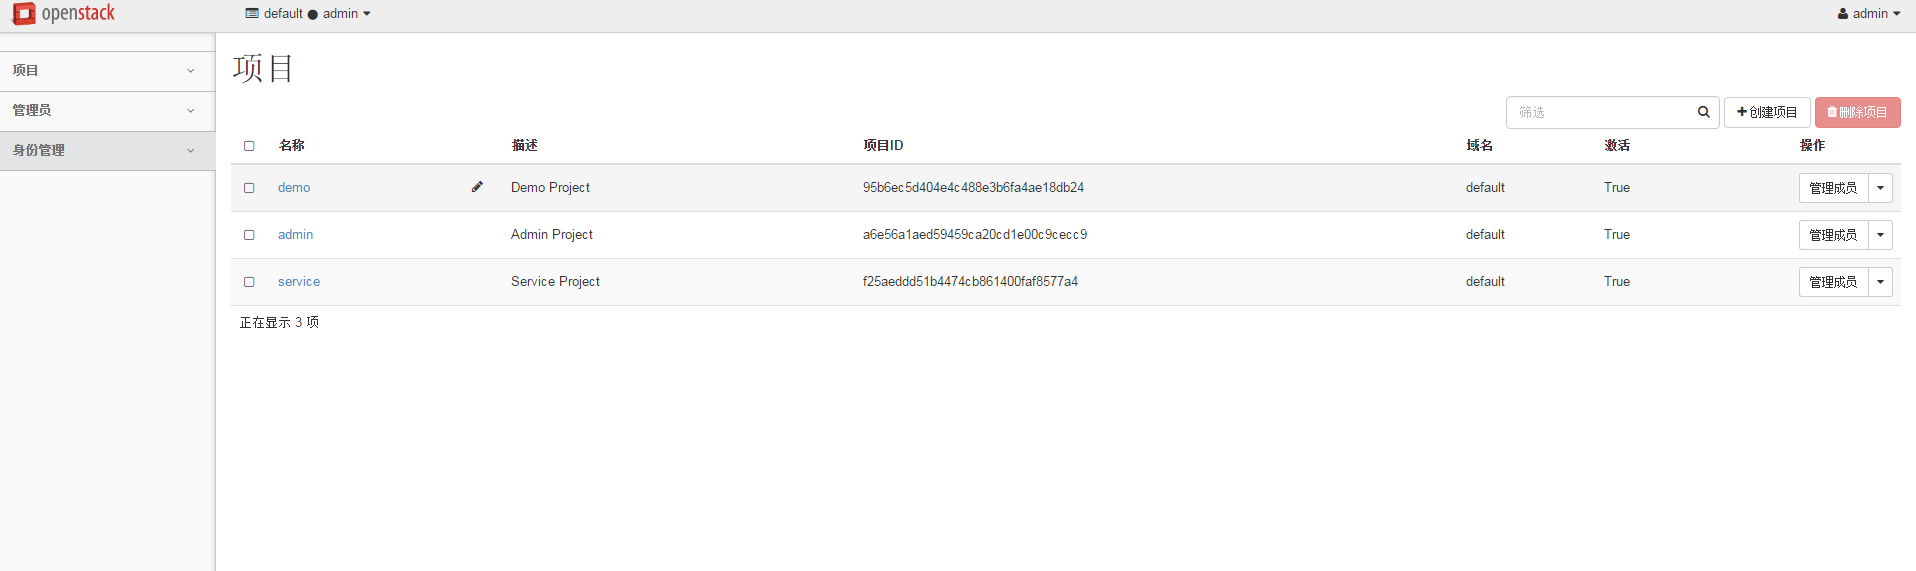 openstack default ● admin admin
项目
管理员
身份管理
项目
筛选 创建项目 删除项目
名称 描述 项目ID 域名 激活 操作
demo Demo Project 95b6ec5d404e4c488e3b6fa4ae18db24 default True 管理成员
admin Admin Project a6e56a1aed59459ca20cd1e00c9cecc9 default True 管理成员
service Service Project f25aeddd51b4474cb861400faf8577a4 default True 管理成员
正在显示 3 项